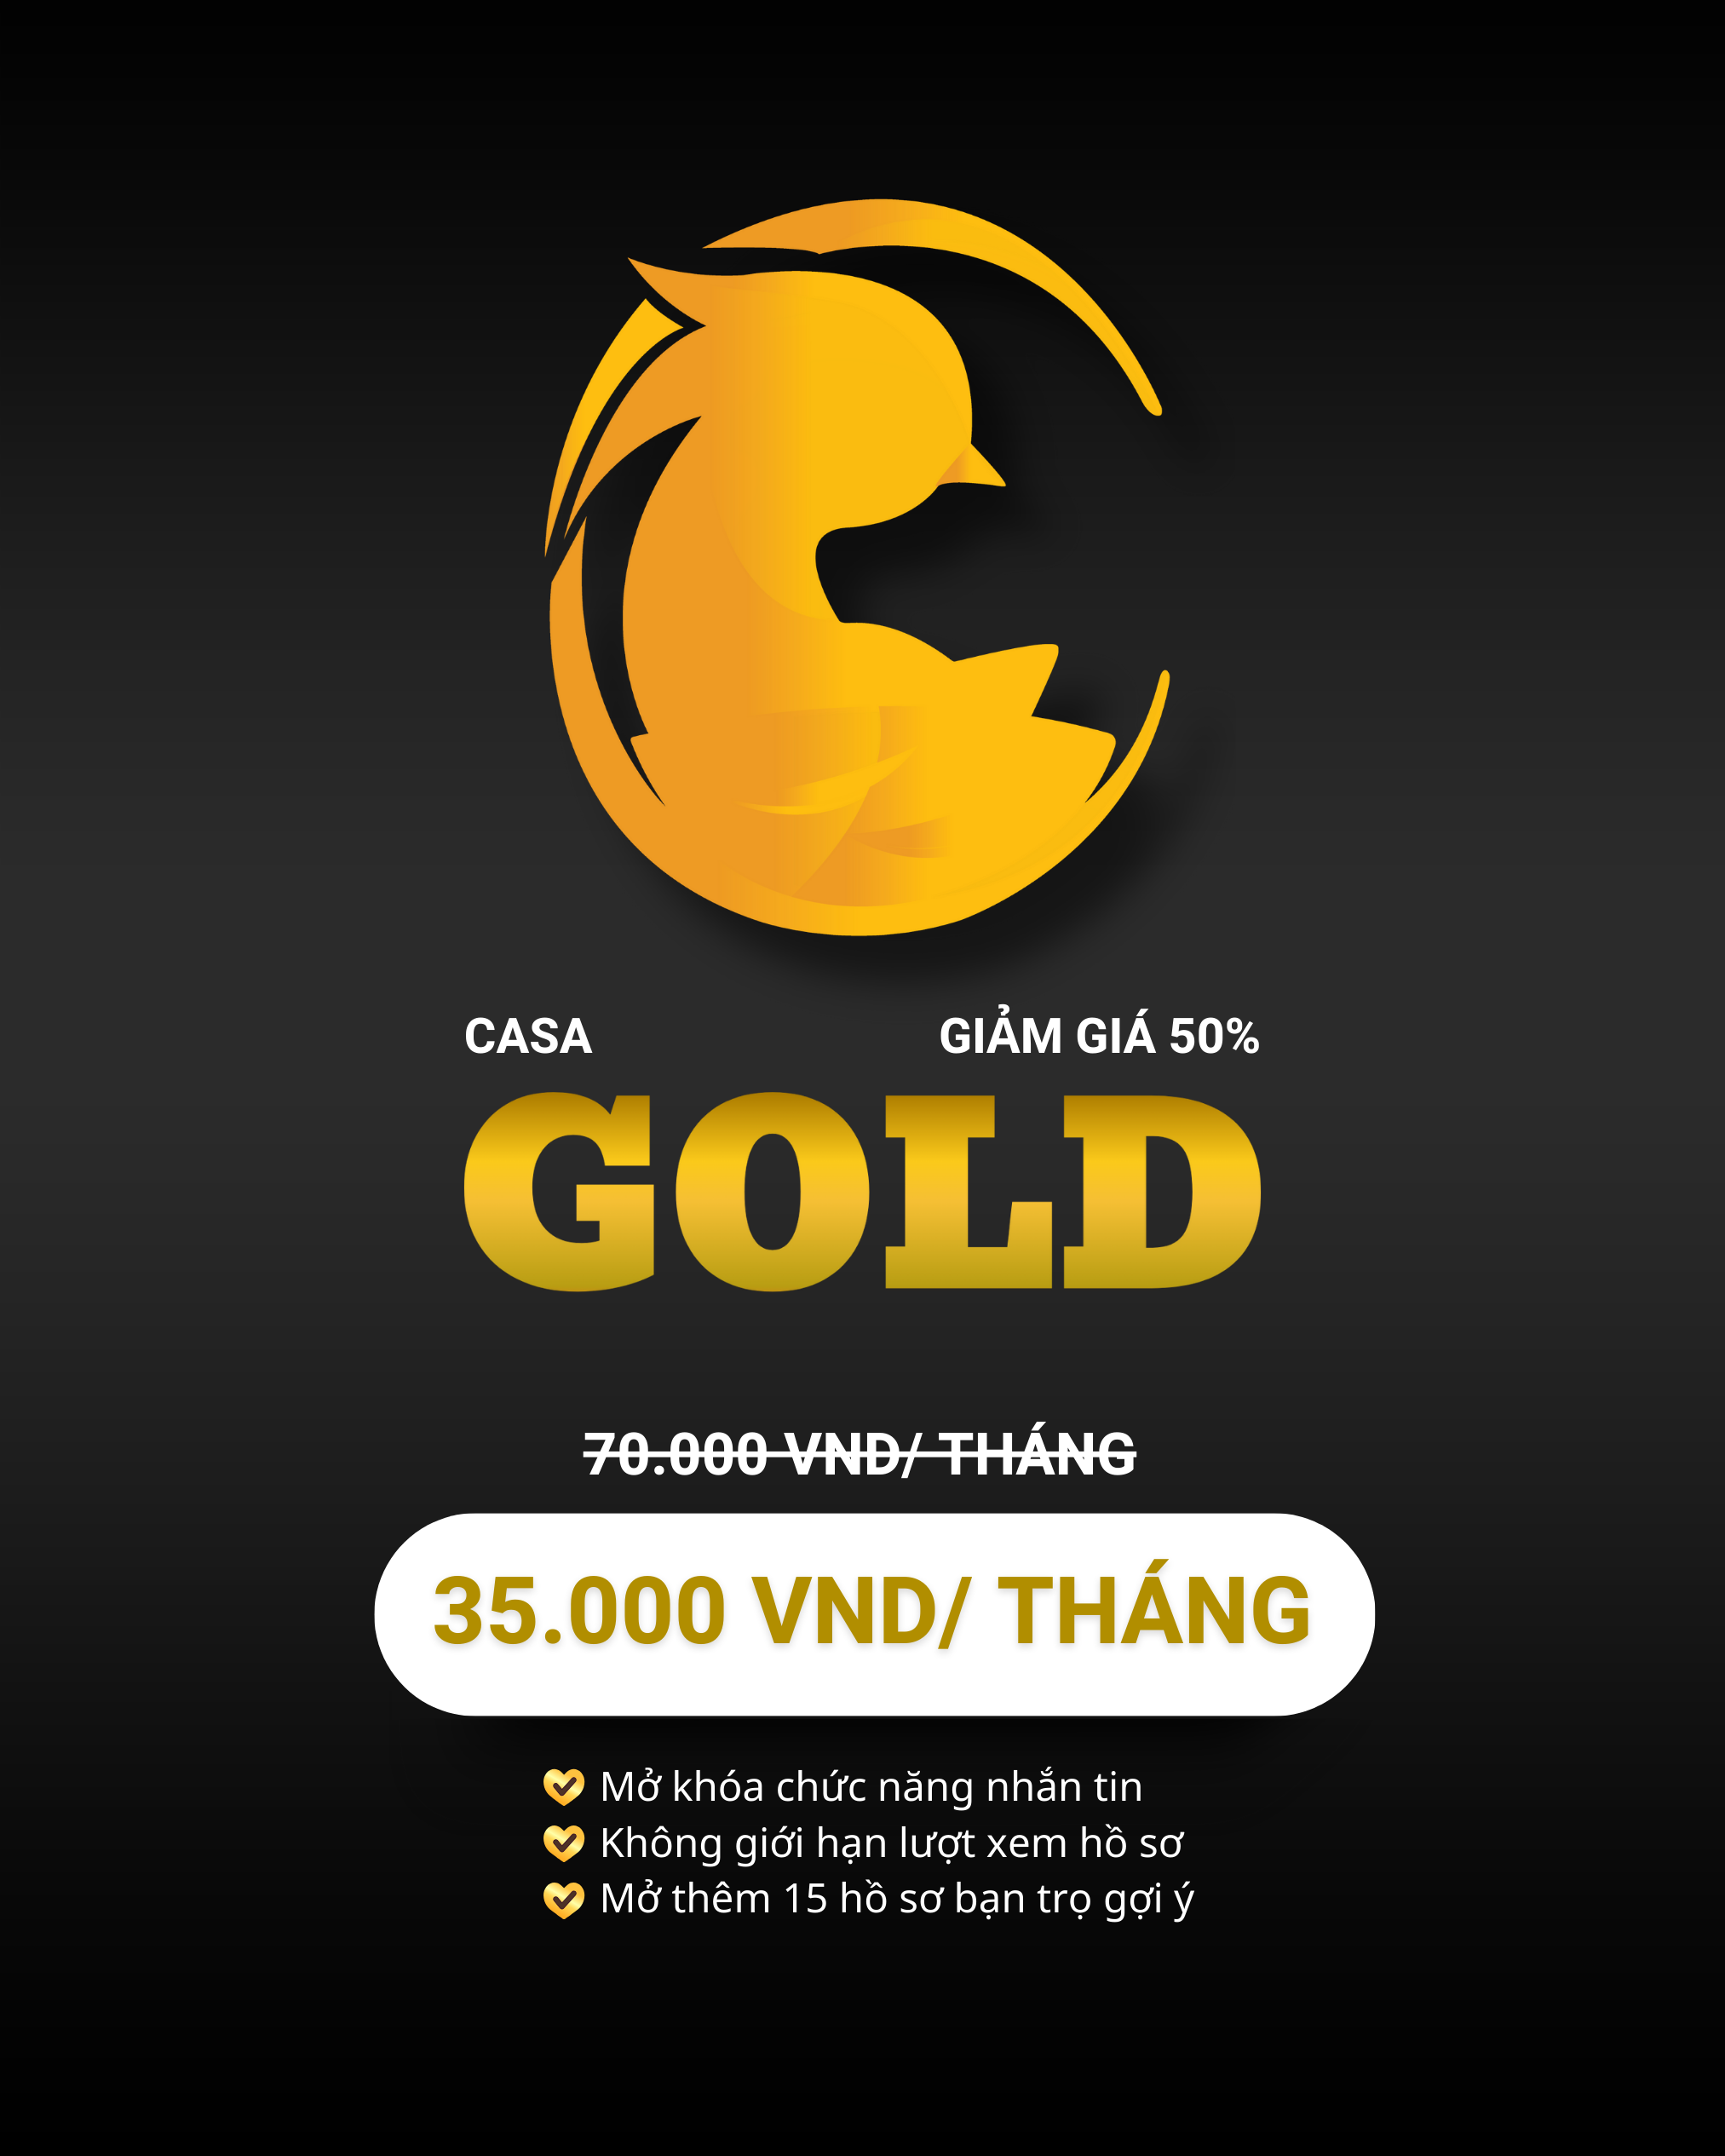 CASA
GIẢM GIÁ 50%
GOLD
70.000 VND/ THÁNG
35.000 VND/ THÁNG
Mở khóa chức năng nhắn tin
Không giới hạn lượt xem hồ sơ
Mở thêm 15 hồ sơ bạn trọ gợi ý